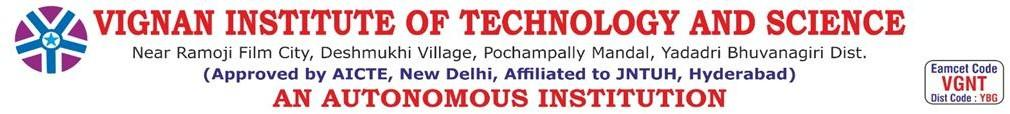 VIGNAN INSTITUTE OF TECHNOLOGY AND SCIENCE
Near Ramoji Film City, Deshmukhi Village, Pochampally Mandal, Yadadri Bhuvanagiri Dist.
(Approved by AICTE, New Delhi, Affiliated to JNTUH, Hyderabad)
AN AUTONOMOUS INSTITUTION
Eamcet Code
VGNT
Dist Code : YBG